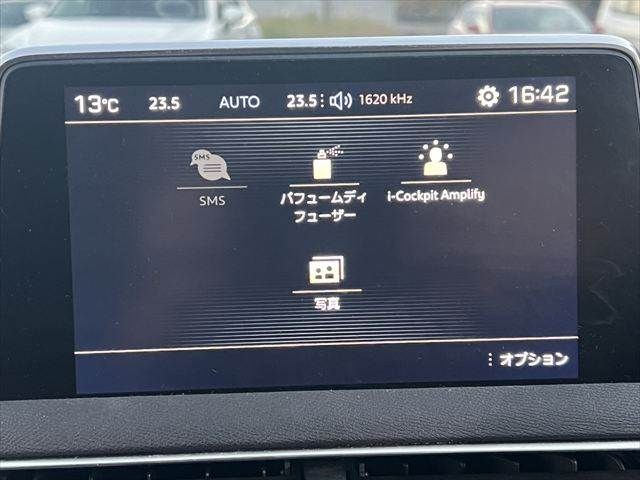 13°C 23.5 AUTO 23.5 1620 kHz 16:42
SMS
SMS
パフュームディ
フューザー
i-Cockpit Amplify
写真
オプション